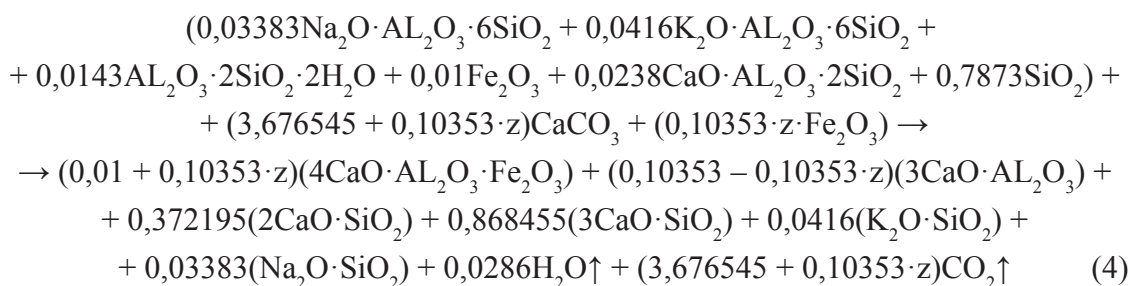 (0,03383Na₂O·AL₂O₃·6SiO₂ + 0,0416K₂O·AL₂O₃·6SiO₂ +
+ 0,0143AL₂O₃·2SiO₂·2H₂O + 0,01Fe₂O₃ + 0,0238CaO·AL₂O₃·2SiO₂ + 0,7873SiO₂) +
+ (3,676545 + 0,10353·z)CaCO₃ + (0,10353·z·Fe₂O₃) →
→ (0,01 + 0,10353·z)(4CaO·AL₂O₃·Fe₂O₃) + (0,10353 – 0,10353·z)(3CaO·AL₂O₃) +
+ 0,372195(2CaO·SiO₂) + 0,868455(3CaO·SiO₂) + 0,0416(K₂O·SiO₂) +
+ 0,03383(Na₂O·SiO₂) + 0,0286H₂O↑ + (3,676545 + 0,10353·z)CO₂↑ (4)